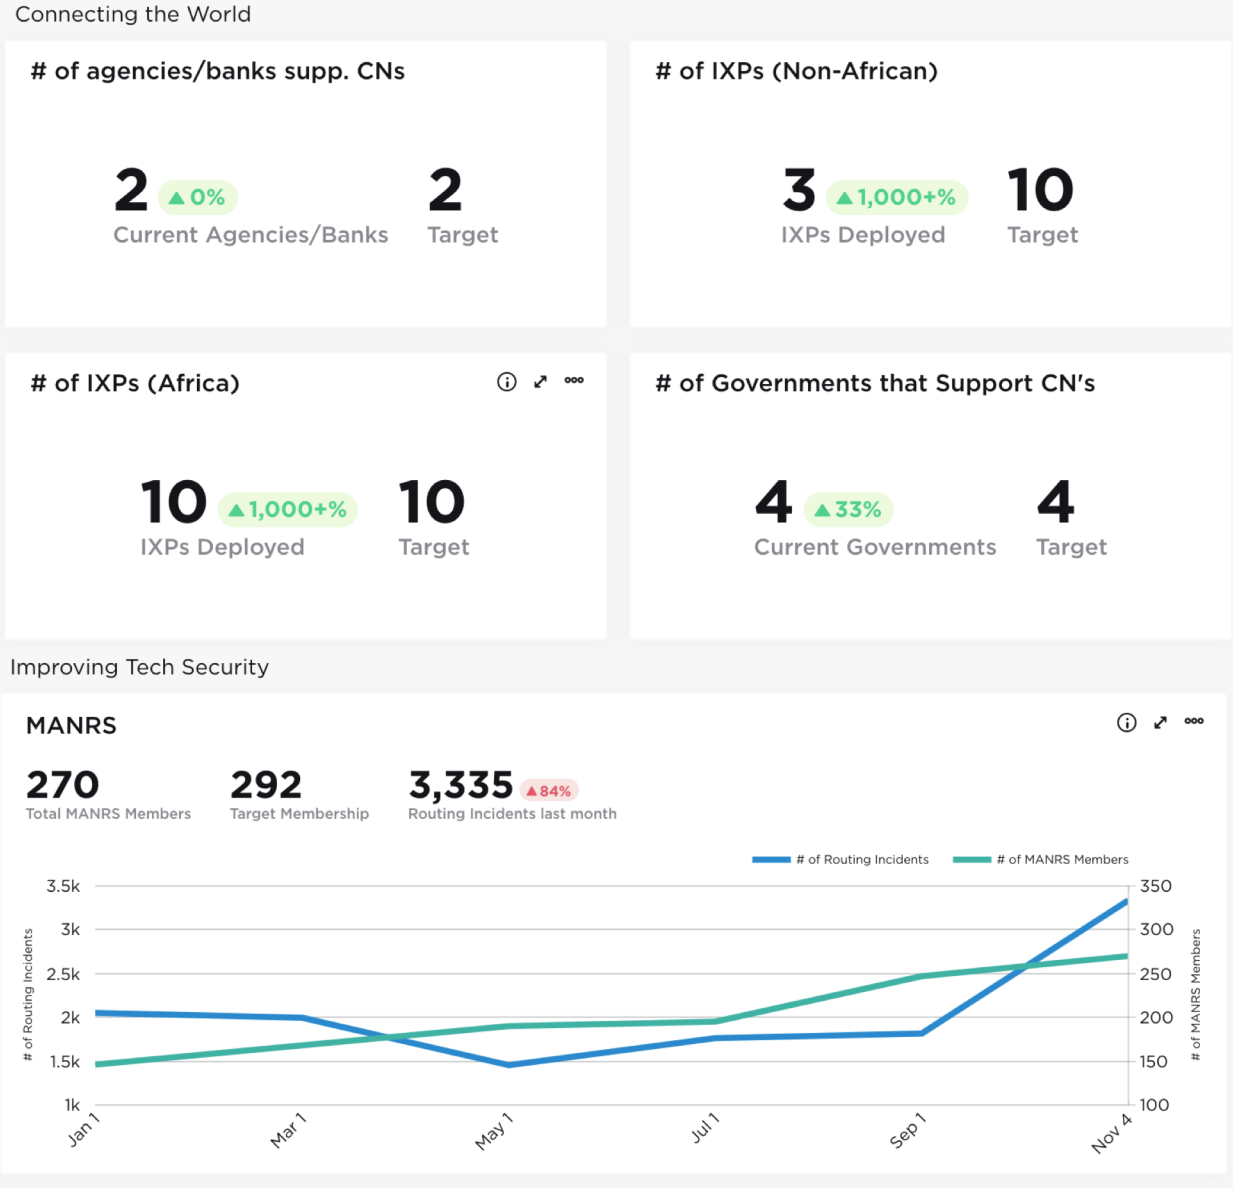 Connecting the World
# of agencies/banks supp. CNs
2 ▲0% 2
Current Agencies/Banks Target
# of IXPs (Non-African)
3 ▲1,000+% 10
IXPs Deployed Target
# of IXPs (Africa)
10 ▲1,000+% 10
IXPs Deployed Target
# of Governments that Support CN's
4 ▲33% 4
Current Governments Target
Improving Tech Security
MANRS
270 292 3,335 ▲84%
Total MANRS Members Target Membership Routing Incidents last month
# of Routing Incidents # of MANRS Members
# of Routing Incidents
3.5k
3k
2.5k
2k
1.5k
1k
350
300
250
200
150
100
# of MANRS Members
Jan 1 Mar 1 May 1 Jul 1 Sep 1 Nov 4